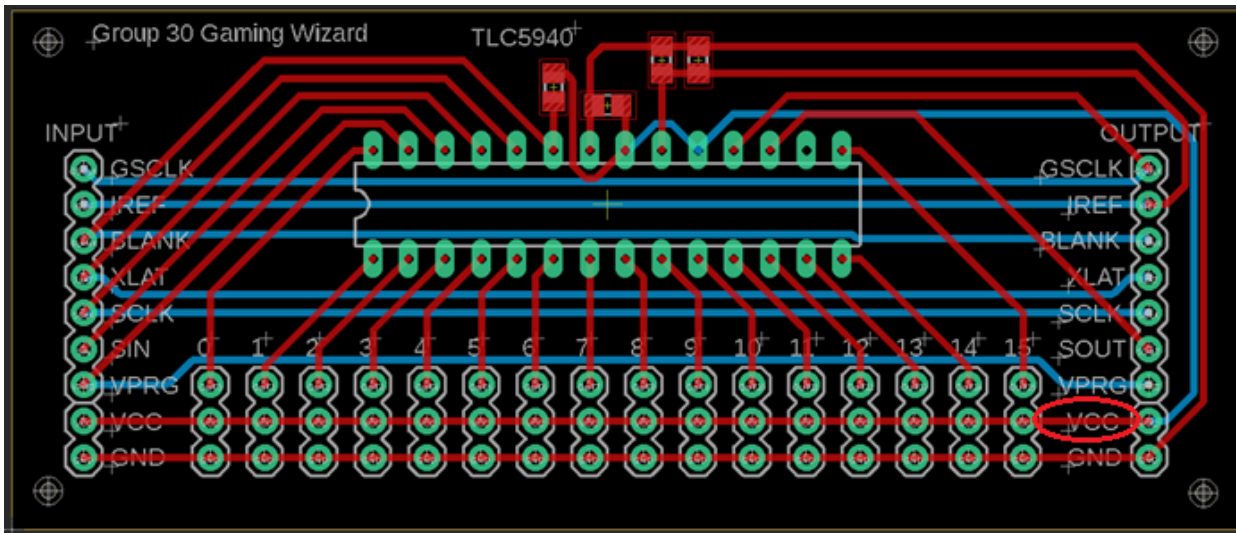 Group 30 Gaming Wizard
TLC5940
INPUT
OUTPUT
GSCLK
GSCLK
IREF
IREF
BLANK
BLANK
XLAT
XLAT
SCLK
SCLK
SIN
0 1 2 3 4 5 6 7 8 9 10 11 12 13 14 15
SOUT
VPRG
VPRG
VCC
VCC
GND
GND